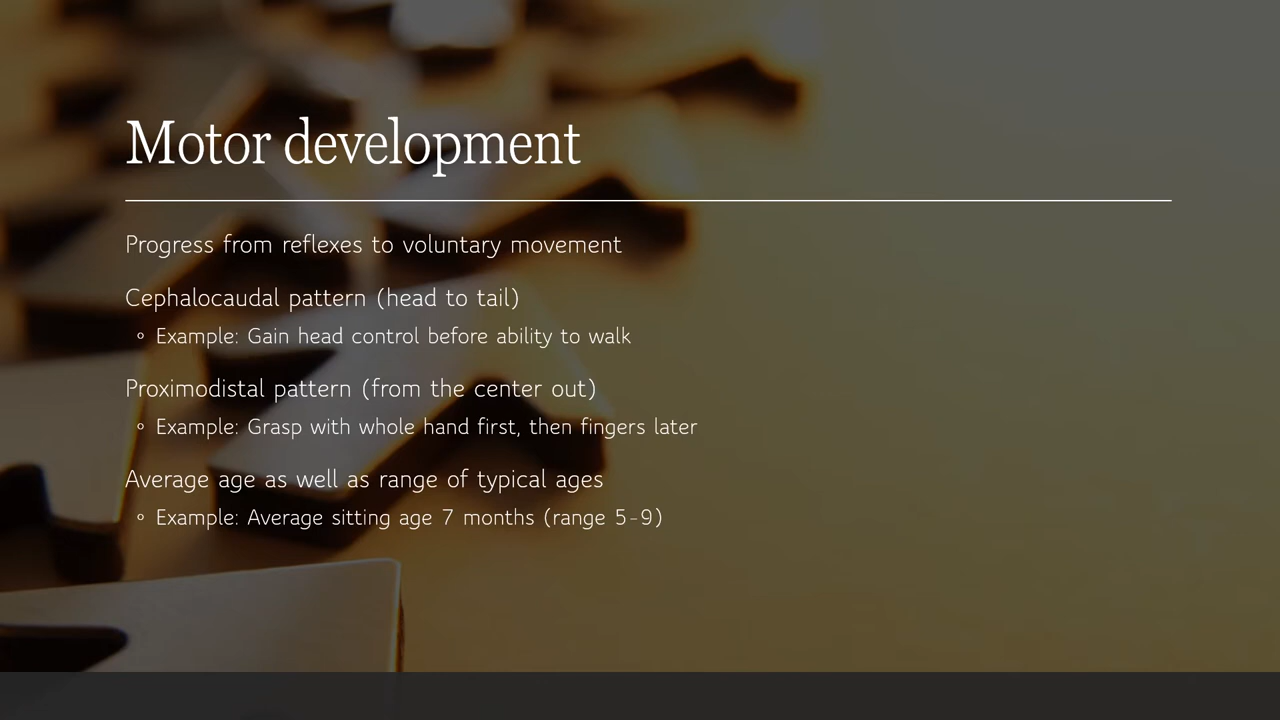 Motor development
Progress from reflexes to voluntary movement
Cephalocaudal pattern (head to tail)
◦ Example: Gain head control before ability to walk
Proximodistal pattern (from the center out)
◦ Example: Grasp with whole hand first, then fingers later
Average age as well as range of typical ages
◦ Example: Average sitting age 7 months (range 5-9)